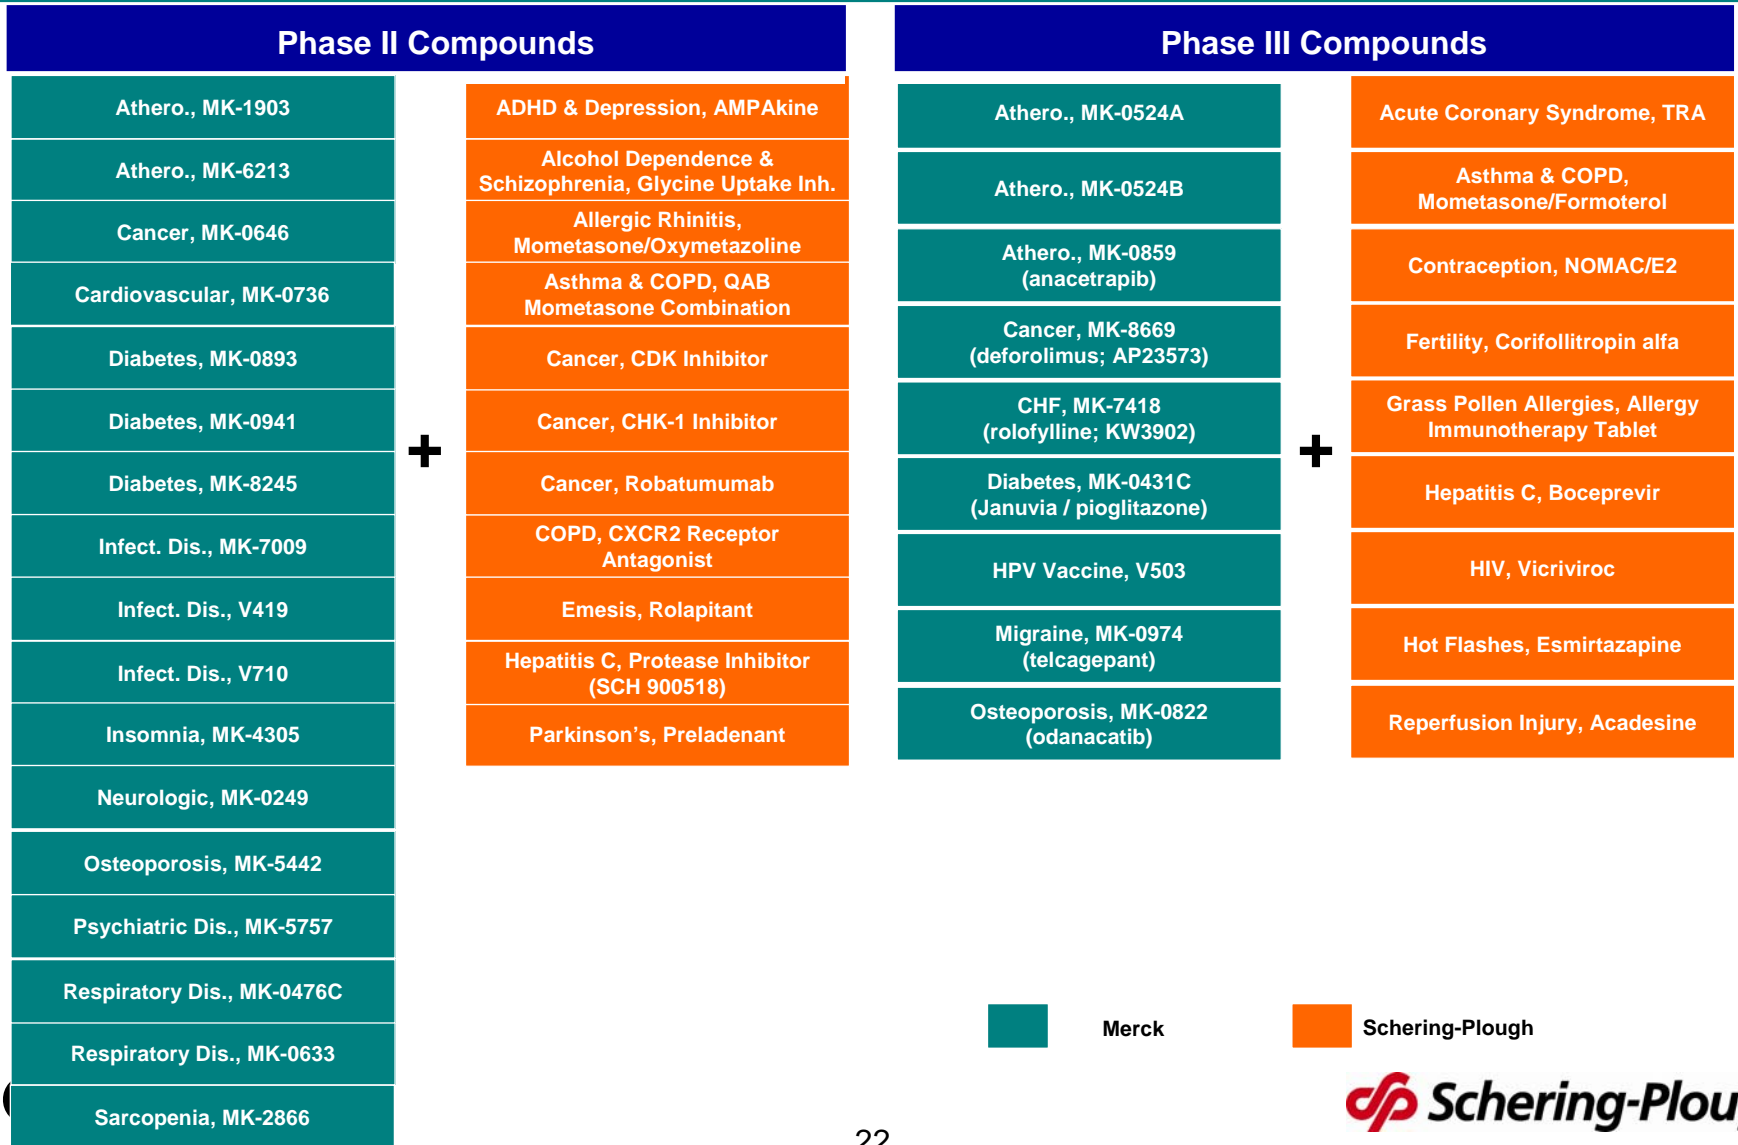 Phase II Compounds
Athero., MK-1903
Athero., MK-6213
Cancer, MK-0646
Cardiovascular, MK-0736
Diabetes, MK-0893
Diabetes, MK-0941
Diabetes, MK-8245
Infect. Dis., MK-7009
Infect. Dis., V419
Infect. Dis., V710
Insomnia, MK-4305
Neurologic, MK-0249
Osteoporosis, MK-5442
Psychiatric Dis., MK-5757
Respiratory Dis., MK-0476C
Respiratory Dis., MK-0633
Sarcopenia, MK-2866
+
ADHD & Depression, AMPAkine
Alcohol Dependence &
Schizophrenia, Glycine Uptake Inh.
Allergic Rhinitis,
Mometasone/Oxymetazoline
Asthma & COPD, QAB
Mometasone Combination
Cancer, CDK Inhibitor
Cancer, CHK-1 Inhibitor
Cancer, Robatumumab
COPD, CXCR2 Receptor
Antagonist
Emesis, Rolapitant
Hepatitis C, Protease Inhibitor
(SCH 900518)
Parkinson’s, Preladenant
Phase III Compounds
Athero., MK-0524A
Athero., MK-0524B
Athero., MK-0859
(anacetrapib)
Cancer, MK-8669
(deforolimus; AP23573)
CHF, MK-7418
(rolofylline; KW3902)
Diabetes, MK-0431C
(Januvia / pioglitazone)
HPV Vaccine, V503
Migraine, MK-0974
(telcagepant)
Osteoporosis, MK-0822
(odanacatib)
+
Acute Coronary Syndrome, TRA
Asthma & COPD,
Mometasone/Formoterol
Contraception, NOMAC/E2
Fertility, Corifollitropin alfa
Grass Pollen Allergies, Allergy
Immunotherapy Tablet
Hepatitis C, Boceprevir
HIV, Vicriviroc
Hot Flashes, Esmirtazapine
Reperfusion Injury, Acadesine
Merck
Schering-Plough
Schering-Plou
22